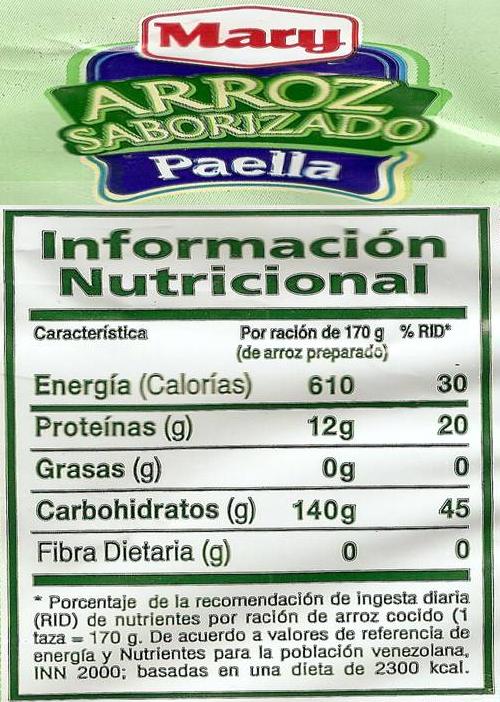 Mary
ARROZ
SABORIZADO
Paella
Información
Nutricional
Característica Por ración de 170 g % RID*
(de arroz preparado)
Energía (Calorías) 610 30
Proteínas (g) 12g 20
Grasas (g) 0g 0
Carbohidratos (g) 140g 45
Fibra Dietaria (g) 0 0
* Porcentaje de la recomendación de ingesta diaria
(RID) de nutrientes por ración de arroz cocido (1
taza = 170 g. De acuerdo a valores de referencia de
energía y Nutrientes para la población venezolana,
INN 2000; basadas en una dieta de 2300 kcal.